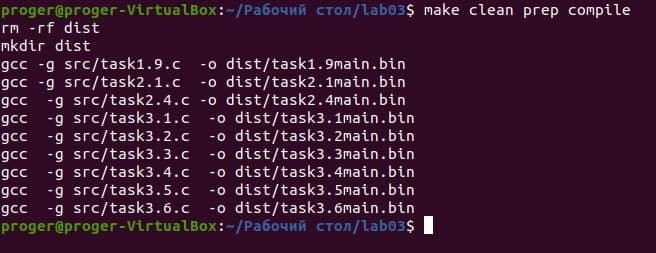 proger@proger-VirtualBox:~/Рабочий стол/lab03$ make clean prep compile
rm -rf dist
mkdir dist
gcc -g src/task1.9.c  -o dist/task1.9main.bin
gcc -g src/task2.1.c  -o dist/task2.1main.bin
gcc  -g src/task2.4.c -o dist/task2.4main.bin
gcc  -g src/task3.1.c  -o dist/task3.1main.bin
gcc  -g src/task3.2.c  -o dist/task3.2main.bin
gcc  -g src/task3.3.c  -o dist/task3.3main.bin
gcc  -g src/task3.4.c  -o dist/task3.4main.bin
gcc  -g src/task3.5.c  -o dist/task3.5main.bin
gcc  -g src/task3.6.c  -o dist/task3.6main.bin
proger@proger-VirtualBox:~/Рабочий стол/lab03$